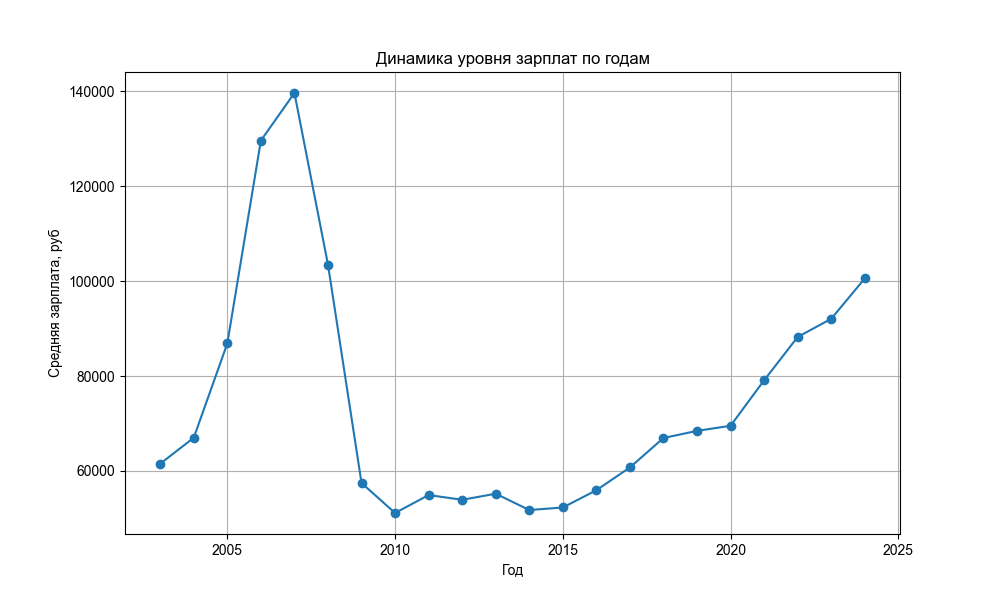 Динамика уровня зарплат по годам
140000
120000
100000
80000
60000
Средняя зарплата, руб
2005 2010 2015 2020 2025
Год